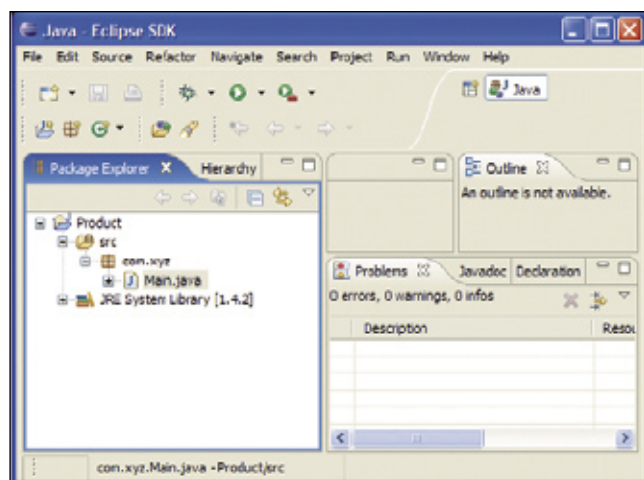 Java - Eclipse SDK
File Edit Source Refactor Navigate Search Project Run Window Help
Java
Package Explorer Hierarchy
Outline
An outline is not available.
Product
src
com.xyz
Main.java
JRE System Library [1.4.2]
Problems Javadoc Declaration
0 errors, 0 warnings, 0 infos
Description Resou
com.xyz.Main.java - Product/src